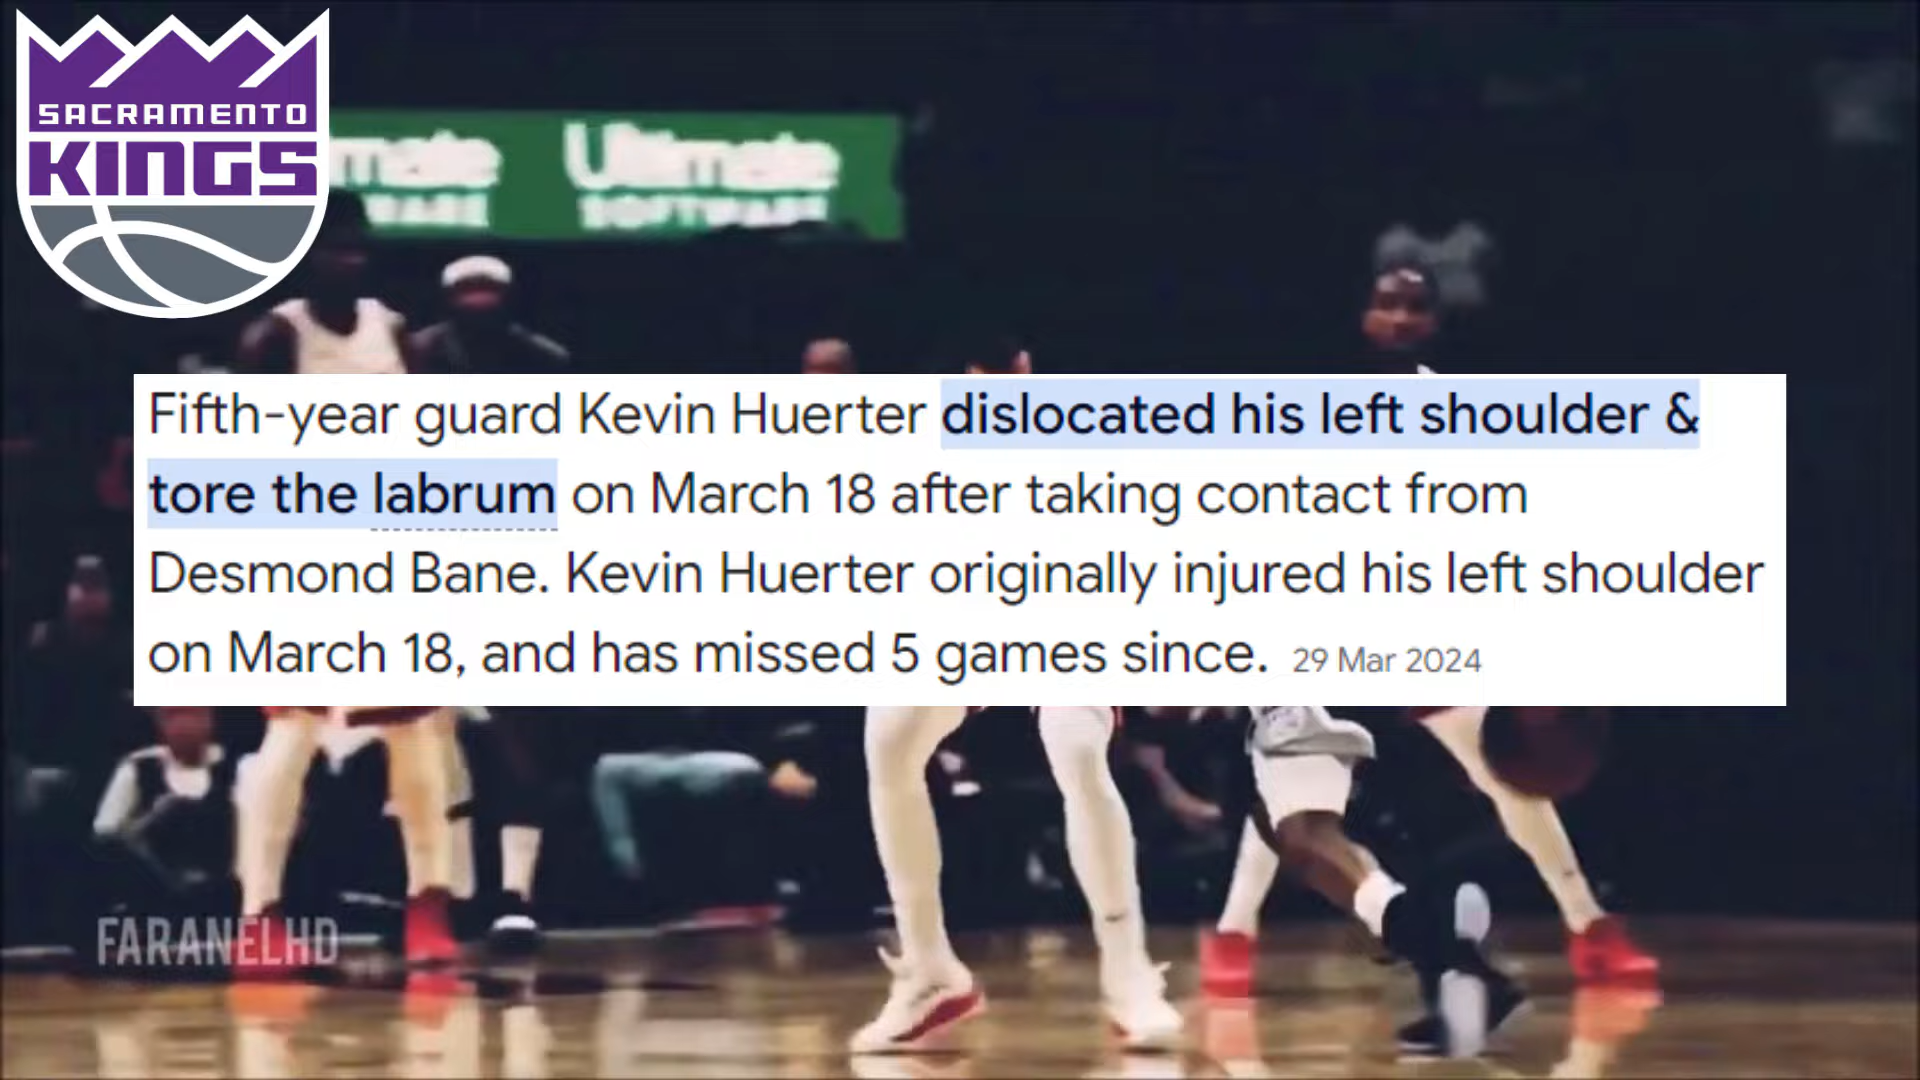 SACRAMENTO
KINGS
Ultimate
SOFTWARE
Fifth-year guard Kevin Huerter dislocated his left shoulder &
tore the labrum on March 18 after taking contact from
Desmond Bane. Kevin Huerter originally injured his left shoulder
on March 18, and has missed 5 games since. 29 Mar 2024
FARANELHD